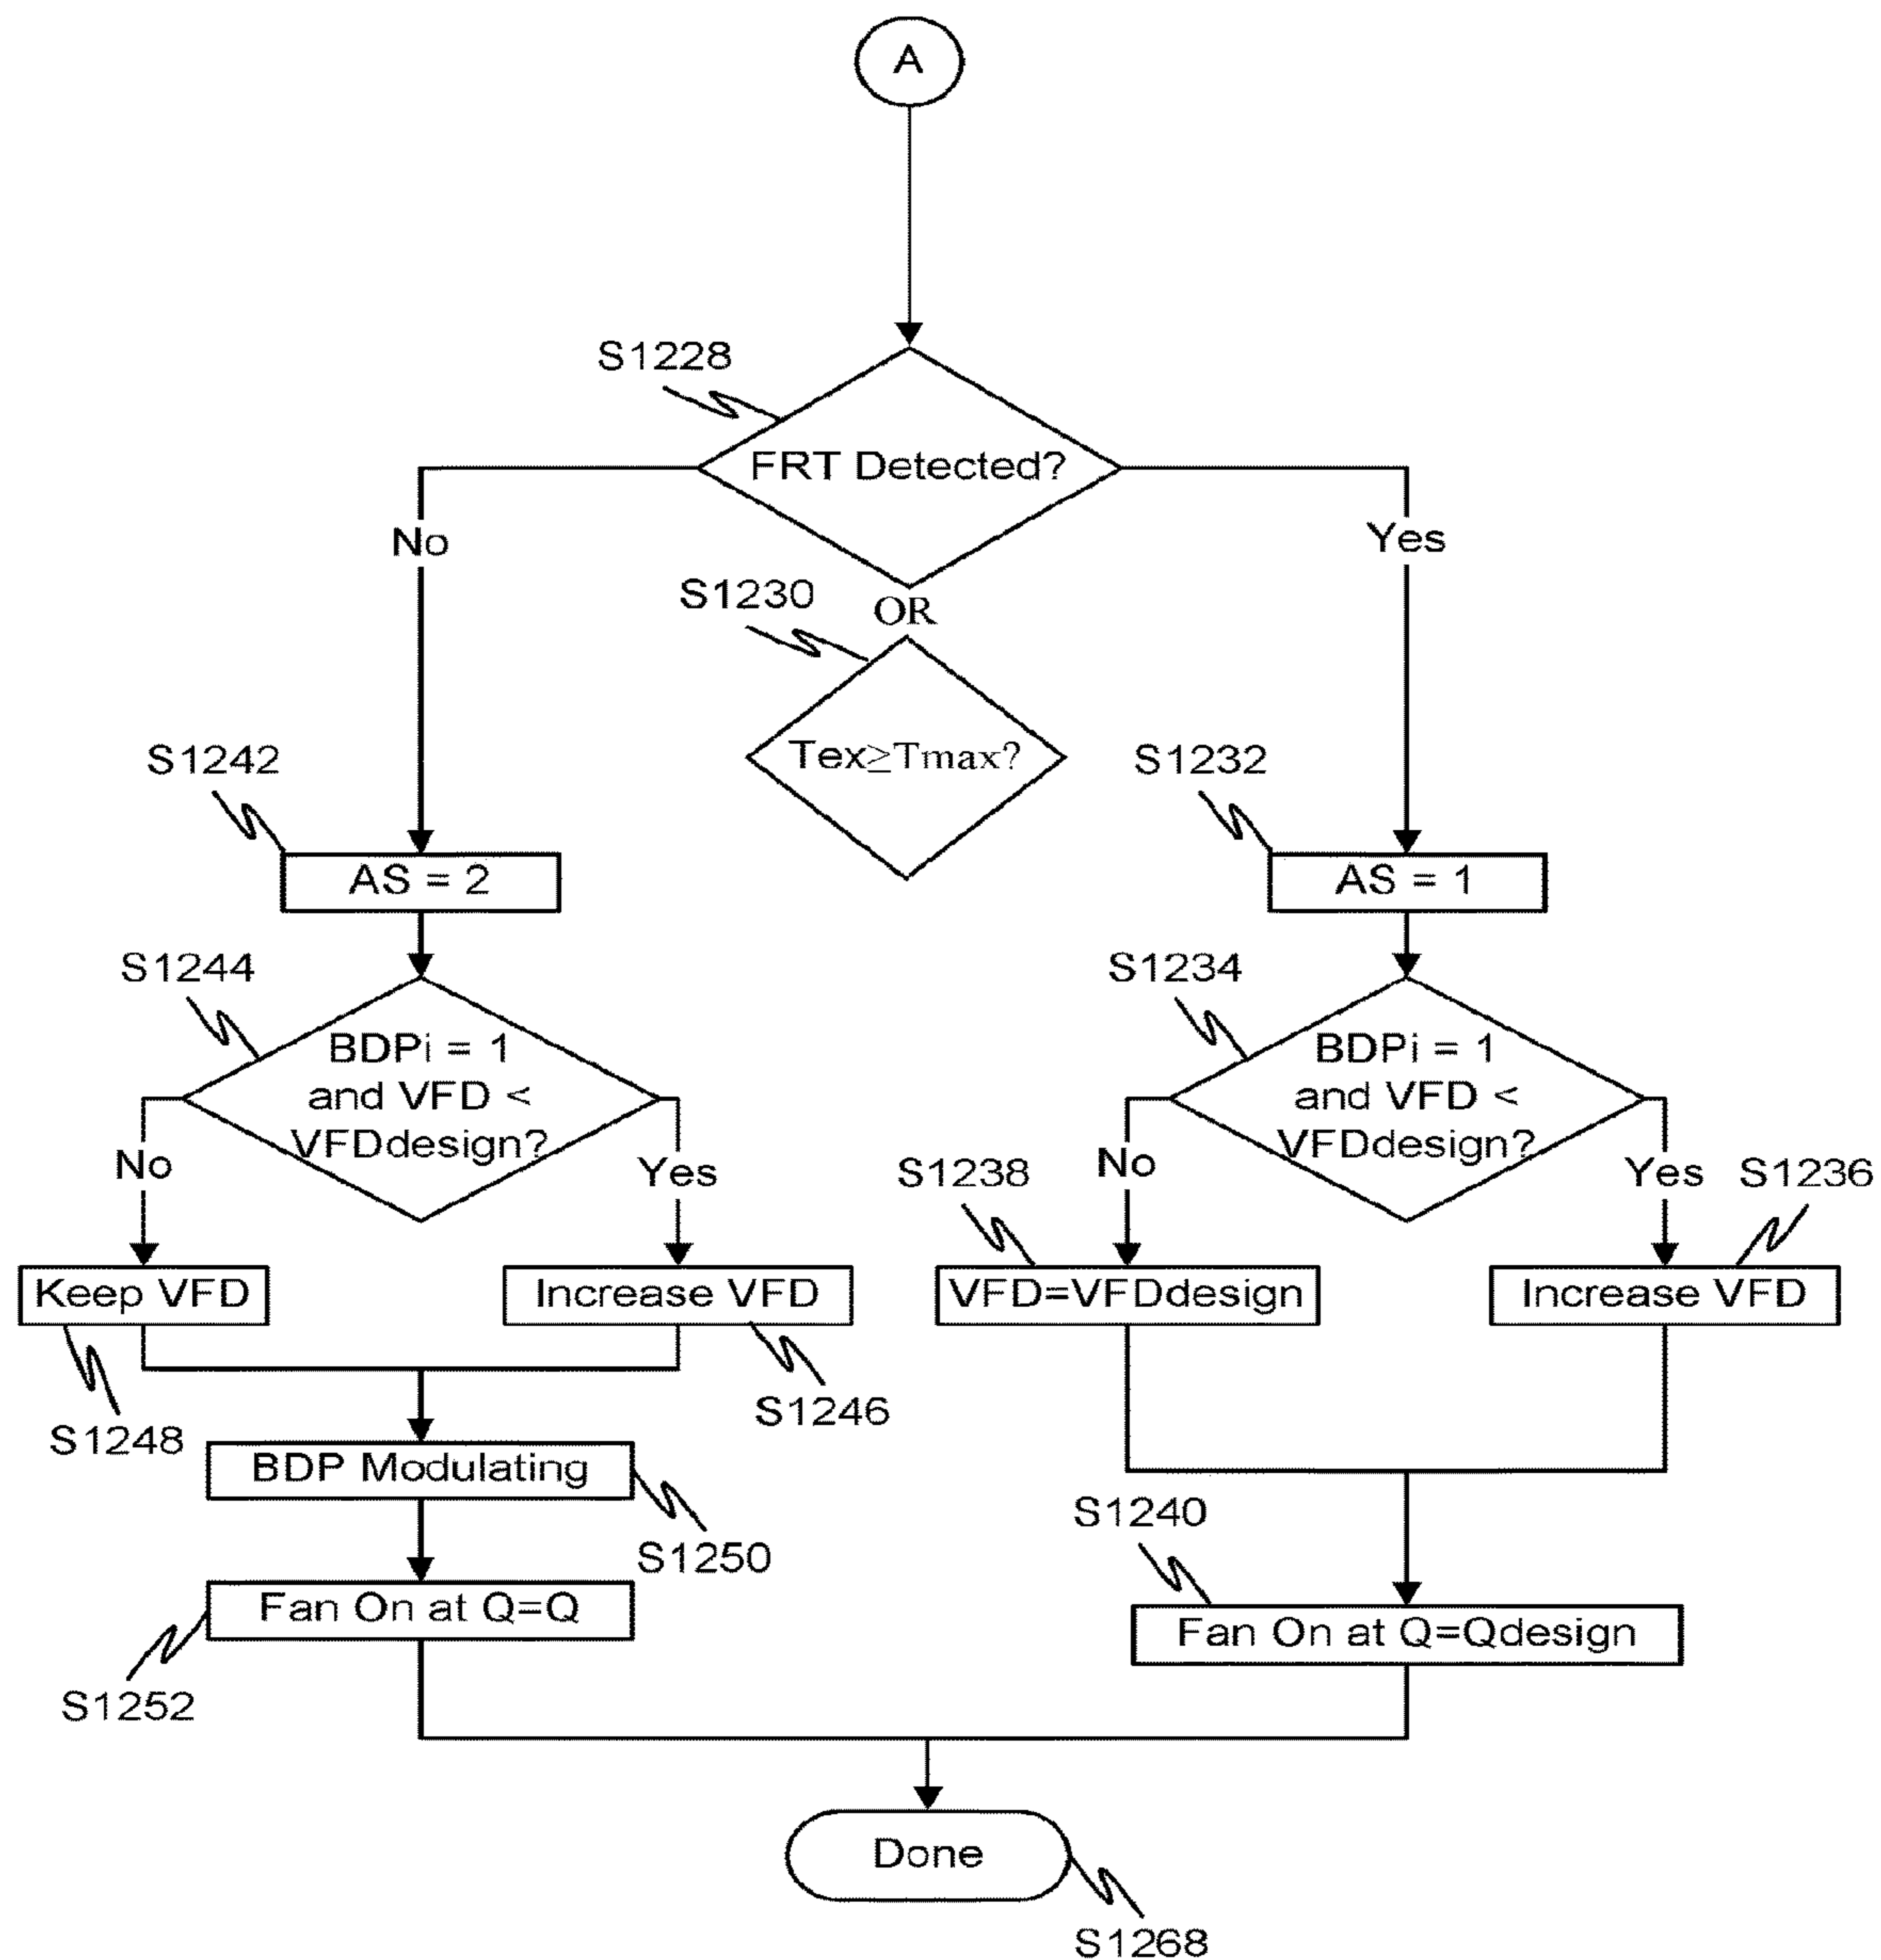 A
S1228
FRT Detected?
No
Yes
S1230
OR
Tex≥Tmax?
S1242
S1232
AS = 2
AS = 1
S1244
S1234
BDPi = 1
and VFD <
VFDdesign?
BDPi = 1
and VFD <
VFDdesign?
No
Yes
No
Yes
S1238
S1236
Keep VFD
Increase VFD
VFD=VFDdesign
Increase VFD
S1248
S1246
BDP Modulating
S1250
S1240
Fan On at Q=Q
Fan On at Q=Qdesign
S1252
Done
S1268